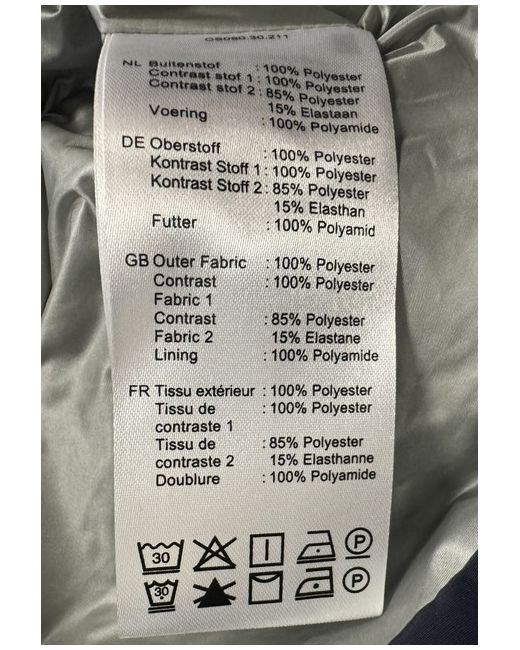 CS080.30.211
NL Buitenstof : 100% Polyester
Contrast stof 1 : 100% Polyester
Contrast stof 2 : 85% Polyester
15% Elastaan
Voering : 100% Polyamide
DE Oberstoff : 100% Polyester
Kontrast Stoff 1 : 100% Polyester
Kontrast Stoff 2 : 85% Polyester
15% Elasthan
Futter : 100% Polyamid
GB Outer Fabric : 100% Polyester
Contrast : 100% Polyester
Fabric 1
Contrast : 85% Polyester
Fabric 2 15% Elastane
Lining : 100% Polyamide
FR Tissu extérieur : 100% Polyester
Tissu de : 100% Polyester
contraste 1
Tissu de : 85% Polyester
contraste 2 15% Elasthanne
Doublure : 100% Polyamide
30 P
30 P